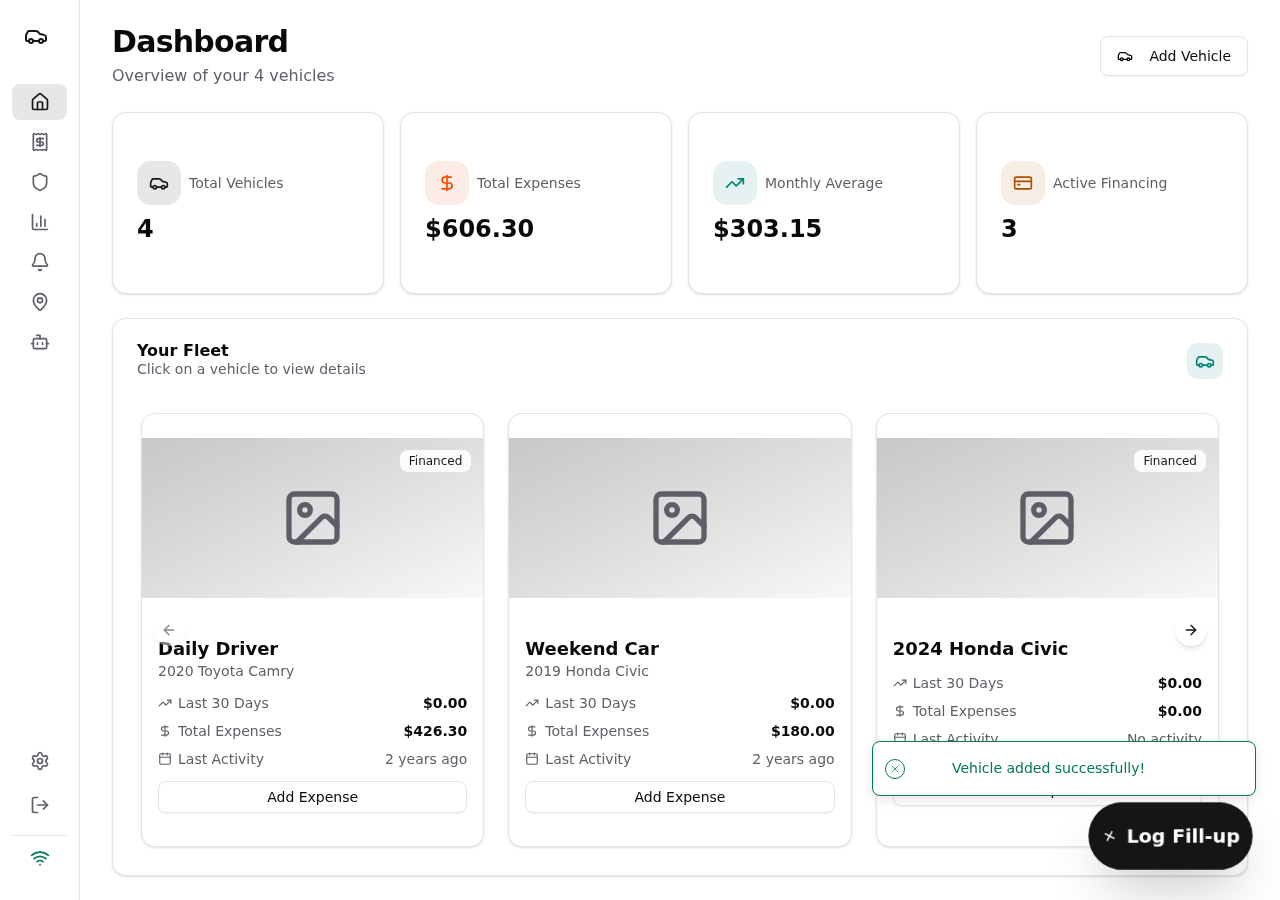 Dashboard
Overview of your 4 vehicles
Add Vehicle
Total Vehicles
4
Total Expenses
$606.30
Monthly Average
$303.15
Active Financing
3
Your Fleet
Click on a vehicle to view details
Financed
Daily Driver
2020 Toyota Camry
Last 30 Days $0.00
Total Expenses $426.30
Last Activity 2 years ago
Add Expense
Weekend Car
2019 Honda Civic
Last 30 Days $0.00
Total Expenses $180.00
Last Activity 2 years ago
Add Expense
Financed
2024 Honda Civic
Last 30 Days $0.00
Total Expenses $0.00
Last Activity No activity
Vehicle added successfully!
Log Fill-up